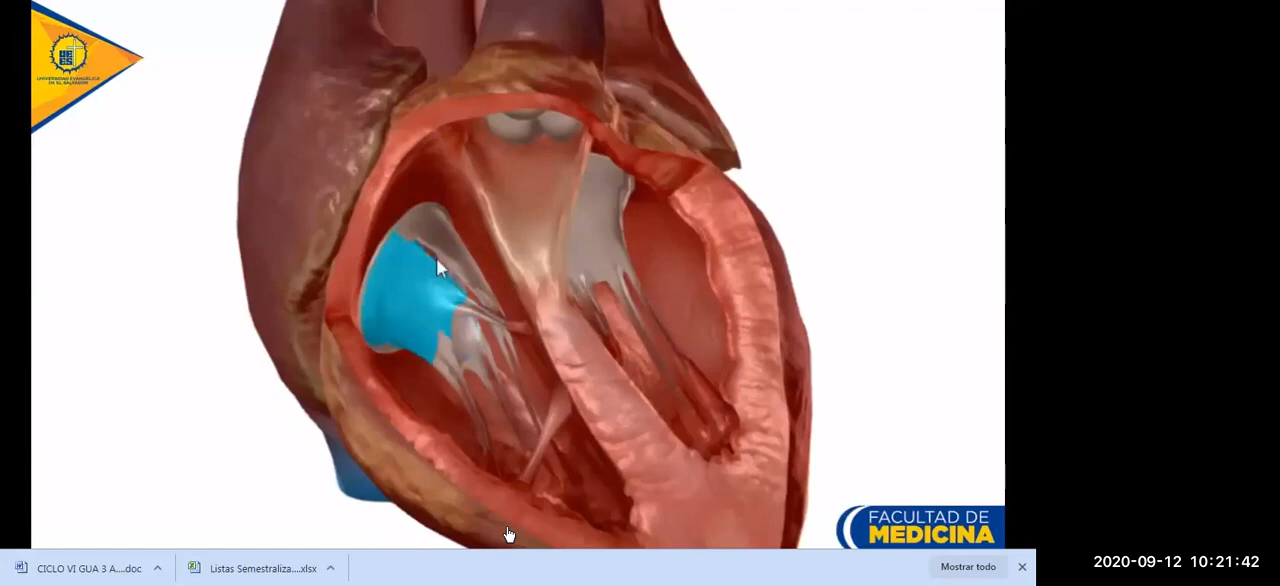 UNIVERSIDAD EVANGÉLICA
DE EL SALVADOR
FACULTAD DE
MEDICINA
CICLO VI GUA 3 A....doc
Listas Semestraliza....xlsx
Mostrar todo
2020-09-12 10:21:42